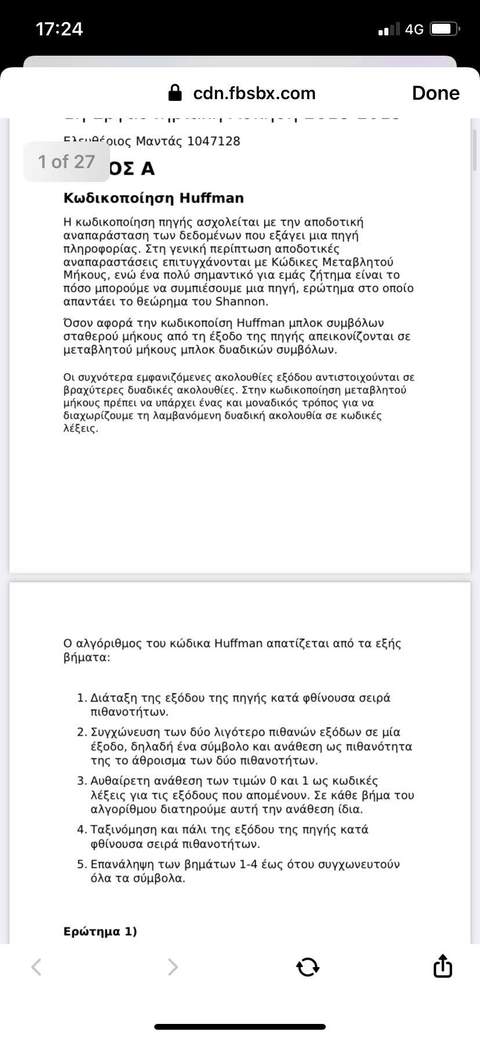 17:24
4G
cdn.fbsbx.com
Done
Ελευθέριος Μαντάς 1047128
1 of 27
ΟΣ Α
Κωδικοποίηση Huffman
Η κωδικοποίηση πηγής ασχολείται με την αποδοτική
αναπαράσταση των δεδομένων που εξάγει μια πηγή
πληροφορίας. Στη γενική περίπτωση αποδοτικές
αναπαραστάσεις επιτυγχάνονται με Κώδικες Μεταβλητού
Μήκους, ενώ ένα πολύ σημαντικό για εμάς ζήτημα είναι το
πόσο μπορούμε να συμπιέσουμε μια πηγή, ερώτημα στο οποίο
απαντάει το θεώρημα του Shannon.
Όσον αφορά την κωδικοποίση Huffman μπλοκ συμβόλων
σταθερού μήκους από τη έξοδο της πηγής απεικονίζονται σε
μεταβλητού μήκους μπλοκ δυαδικών συμβόλων.
Οι συχνότερα εμφανιζόμενες ακολουθίες εξόδου αντιστοιχούνται σε
βραχύτερες δυαδικές ακολουθίες. Στην κωδικοποίηση μεταβλητού
μήκους πρέπει να υπάρχει ένας και μοναδικός τρόπος για να
διαχωρίζουμε τη λαμβανόμενη δυαδική ακολουθία σε κωδικές
λέξεις.
Ο αλγόριθμος του κώδικα Huffman απατίζεται από τα εξής
βήματα:
1. Διάταξη της εξόδου της πηγής κατά φθίνουσα σειρά
πιθανοτήτων.
2. Συγχώνευση των δύο λιγότερο πιθανών εξόδων σε μία
έξοδο, δηλαδή ένα σύμβολο και ανάθεση ως πιθανότητα
της το άθροισμα των δύο πιθανοτήτων.
3. Αυθαίρετη ανάθεση των τιμών 0 και 1 ως κωδικές
λέξεις για τις εξόδους που απομένουν. Σε κάθε βήμα του
αλγορίθμου διατηρούμε αυτή την ανάθεση ίδια.
4. Ταξινόμηση και πάλι της εξόδου της πηγής κατά
φθίνουσα σειρά πιθανοτήτων.
5. Επανάληψη των βημάτων 1-4 έως ότου συγχωνευτούν
όλα τα σύμβολα.
Ερώτημα 1)